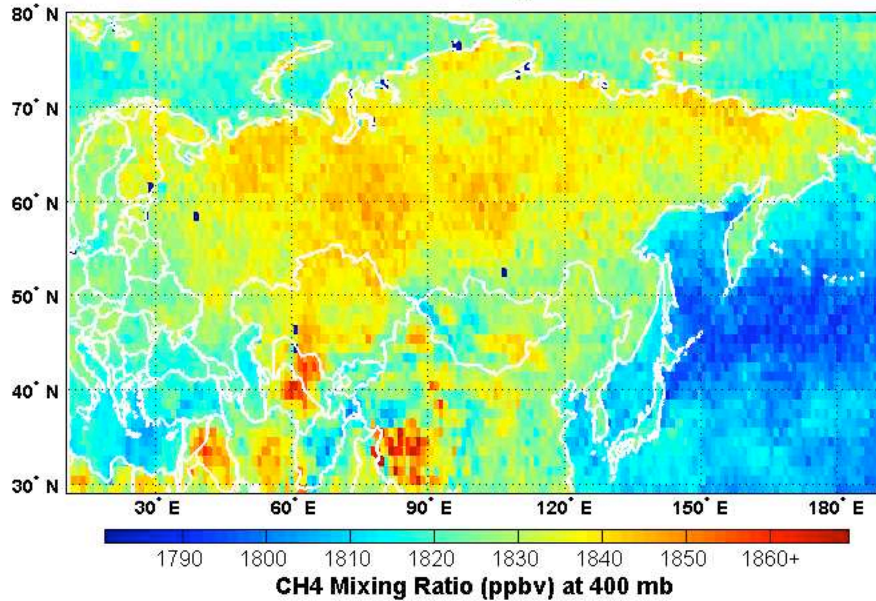 80° N
70° N
60° N
50° N
40° N
30° N
30° E 60° E 90° E 120° E 150° E 180° E
1790 1800 1810 1820 1830 1840 1850 1860+
CH4 Mixing Ratio (ppbv) at 400 mb